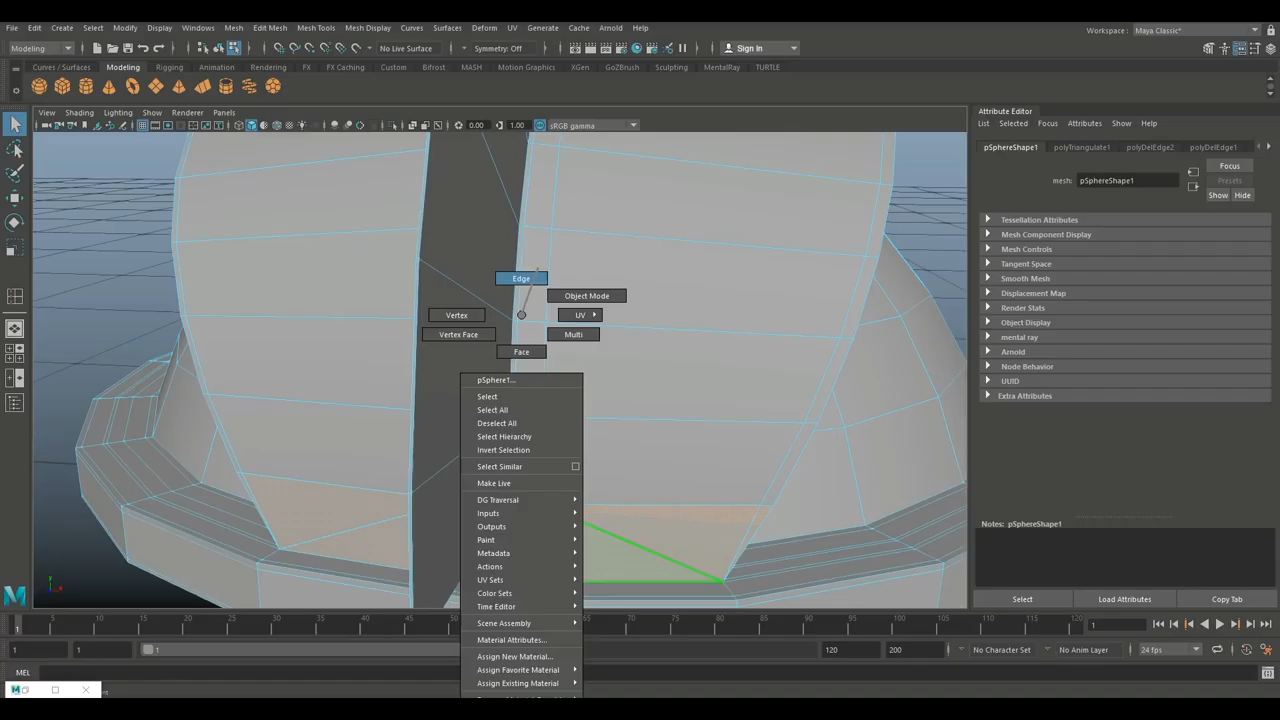 File Edit Create Select Modify Display Windows Mesh Edit Mesh Mesh Tools Mesh Display Curves Surfaces Deform UV Generate Cache Arnold Help
Workspace : Maya Classic*
Modeling No Live Surface Symmetry: Off Sign In
Curves / Surfaces Modeling Rigging Animation Rendering FX FX Caching Custom Bifrost MASH Motion Graphics XGen GoZBrush Sculpting MentalRay TURTLE
View Shading Lighting Show Renderer Panels
0.00 1.00 sRGB gamma
Attribute Editor
List Selected Focus Attributes Show Help
pSphereShape1 polyTriangulate1 polyDelEdge2 polyDelEdge1
Focus
Presets
mesh: pSphereShape1
Show Hide
Tessellation Attributes
Mesh Component Display
Mesh Controls
Tangent Space
Smooth Mesh
Displacement Map
Render Stats
Object Display
mental ray
Arnold
Node Behavior
UUID
Extra Attributes
Notes: pSphereShape1
Select Load Attributes Copy Tab
Edge
Object Mode
Vertex
UV
Vertex Face
Multi
Face
pSphere1...
Select
Select All
Deselect All
Select Hierarchy
Invert Selection
Select Similar
Make Live
DG Traversal
Inputs
Outputs
Paint
Metadata
Actions
UV Sets
Color Sets
Time Editor
Scene Assembly
Material Attributes...
Assign New Material...
Assign Favorite Material
Assign Existing Material
5 10 15 20 25 30 35 40 45 50 65 70 75 80 85 90 95 100 105 110 115 120
1
1
1 1 1 120 200 No Character Set No Anim Layer 24 fps
MEL